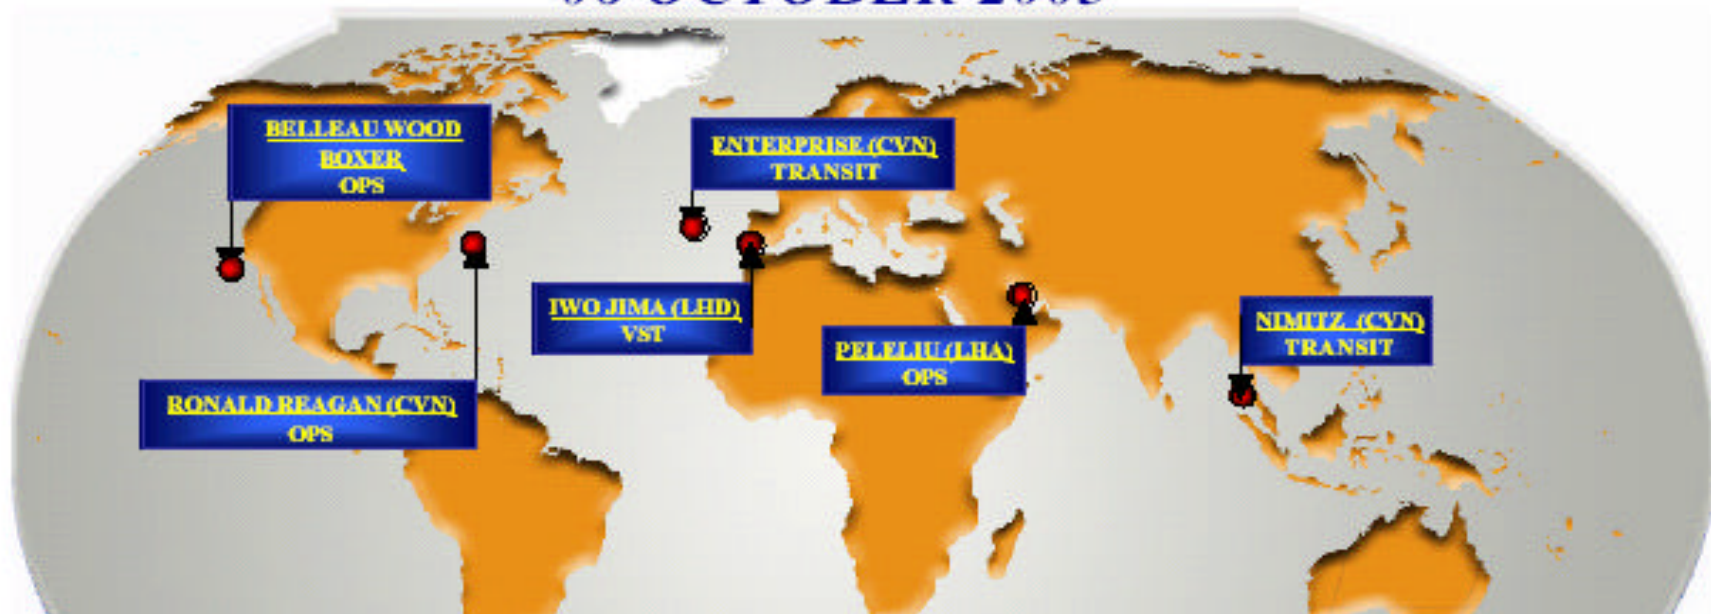 OCTOBER
BELLEAU WOOD
BOXER
OPS
ENTERPRISE (CVN)
TRANSIT
IWO JIMA (LHD)
VST
PELELIU (LHA)
OPS
NIMITZ (CVN)
TRANSIT
RONALD REAGAN (CVN)
OPS